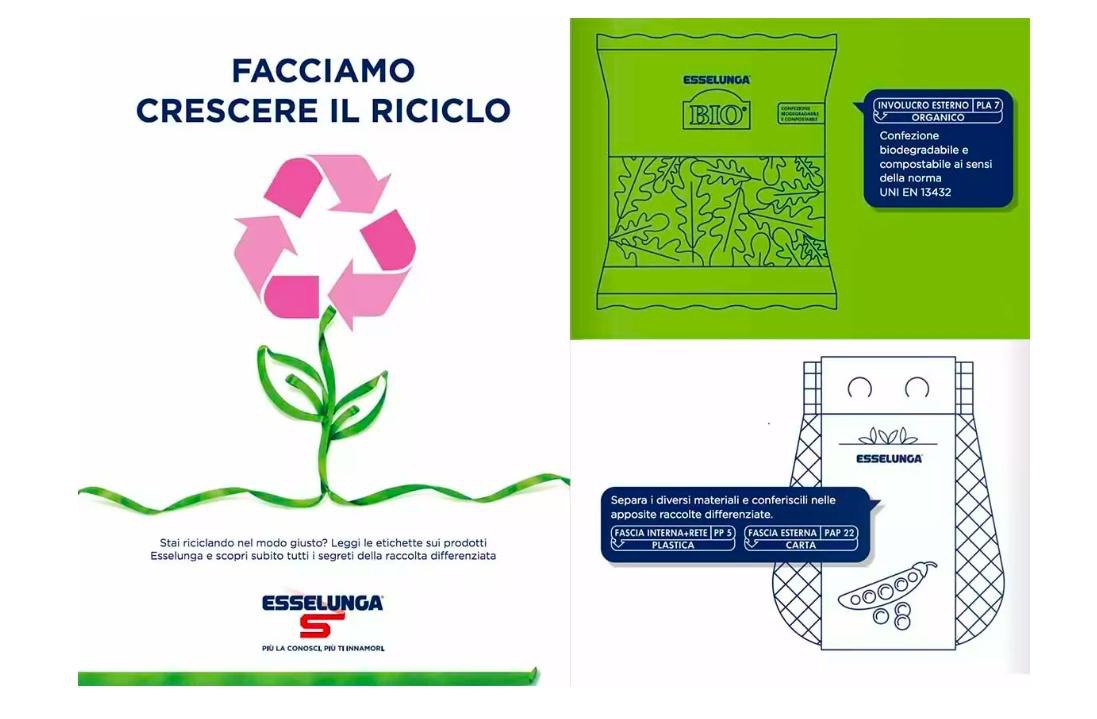 FACCIAMO
CRESCERE IL RICICLO
Stai riciclando nel modo giusto? Leggi le etichette sui prodotti
Esselunga e scopri subito tutti i segreti della raccolta differenziata
ESSELUNGA
S
PIÙ LA CONOSCI, PIÙ TI INNAMORI.
ESSELUNGA
BIO
CONFEZIONE
BIODEGRADABILE
E COMPOSTABILE
INVOLUCRO ESTERNO PLA 7
ORGANICO
Confezione
biodegradabile e
compostabile ai sensi
della norma
UNI EN 13432
ESSELUNGA
Separa i diversi materiali e conferiscili nelle
apposite raccolte differenziate.
FASCIA INTERNA+RETE PP 5
PLASTICA
FASCIA ESTERNA PAP 22
CARTA